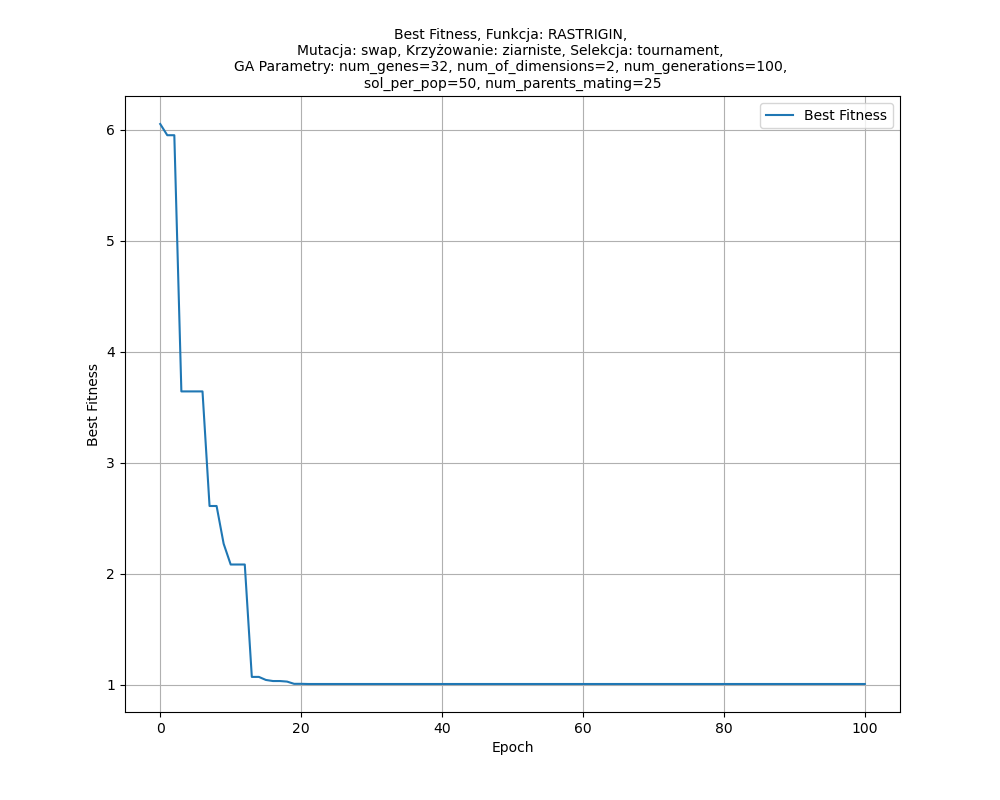 Best Fitness, Funkcja: RASTRIGIN,
Mutacja: swap, Krzyżowanie: ziarniste, Selekcja: tournament,
GA Parametry: num_genes=32, num_of_dimensions=2, num_generations=100,
sol_per_pop=50, num_parents_mating=25
Best Fitness
6
5
4
3
2
1
Best Fitness
0 20 40 60 80 100
Epoch